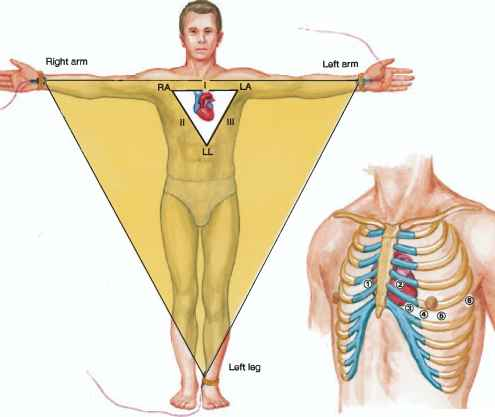 Right arm
Left arm
RA
I
LA
II
III
LL
1
2
3
4
5
6
Left leg